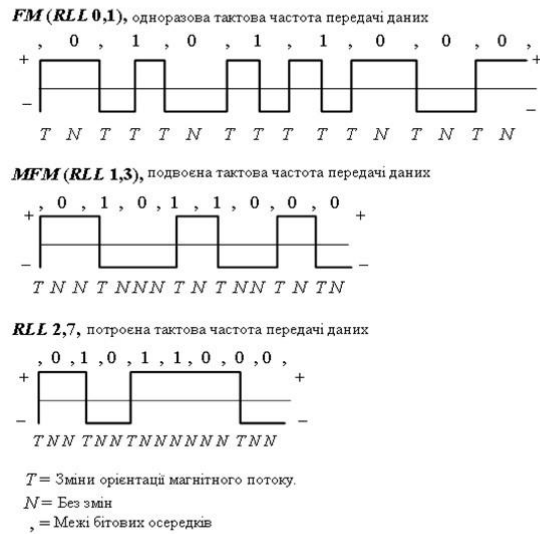 FM (RLL 0,1), одноразова тактова частота передачі даних
, 0 , 1 , 0 , 1 , 1 , 0 , 0 , 0 ,
+ +
– –
T N T T T N T T T T T N T N T N
MFM (RLL 1,3), подвоєна тактова частота передачі даних
, 0 , 1 , 0 , 1 , 1 , 0 , 0 , 0
+ +
– –
T N N T N N N T N T N N T N T N
RLL 2,7, потроєна тактова частота передачі даних
, 0 , 1 , 0 , 1 , 1 , 0 , 0 , 0 ,
+ +
– –
T N N T N N T N N N N N N T N N
T = Зміни орієнтації магнітного потоку.
N = Без змін
, = Межі бітових осередків